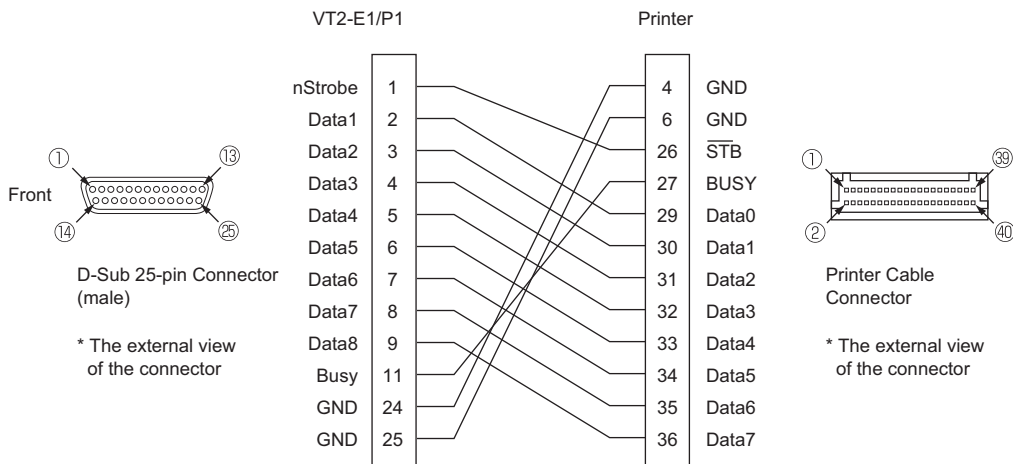 VT2-E1/P1 Printer
nStrobe 1 4 GND
Data1 2 6 GND
Data2 3 26 STB
Data3 4 27 BUSY
Data4 5 29 Data0
Data5 6 30 Data1
Data6 7 31 Data2
Data7 8 32 Data3
Data8 9 33 Data4
Busy 11 34 Data5
GND 24 35 Data6
GND 25 36 Data7
Front
① ⑬
⑭ ㉕
D-Sub 25-pin Connector
(male)
* The external view
of the connector
① ㊴
② ㊵
Printer Cable
Connector
* The external view
of the connector